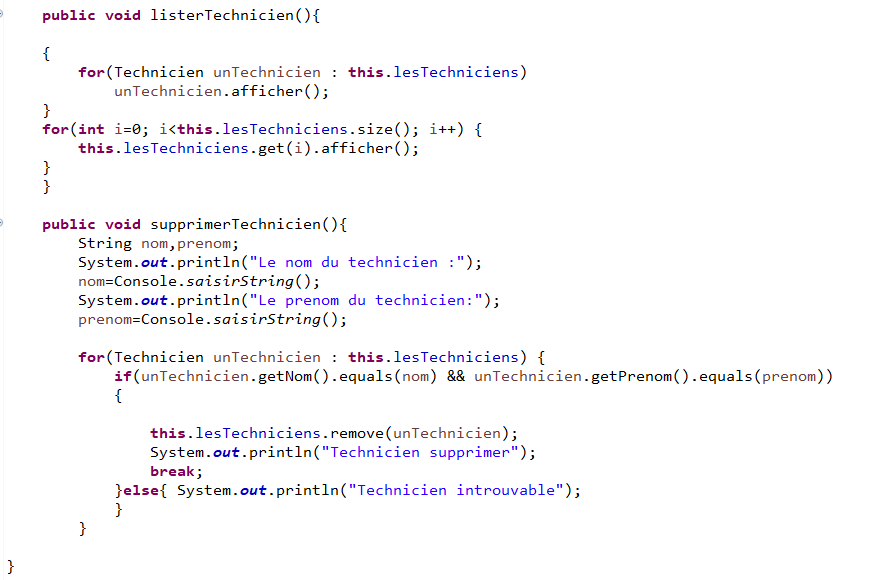 public void listerTechnicien(){
{
for(Technicien unTechnicien : this.lesTechniciens)
unTechnicien.afficher();
}
for(int i=0; i<this.lesTechniciens.size(); i++) {
this.lesTechniciens.get(i).afficher();
}
}
public void supprimerTechnicien(){
String nom,prenom;
System.out.println("Le nom du technicien :");
nom=Console.saisirString();
System.out.println("Le prenom du technicien:");
prenom=Console.saisirString();
for(Technicien unTechnicien : this.lesTechniciens) {
if(unTechnicien.getNom().equals(nom) && unTechnicien.getPrenom().equals(prenom))
{
this.lesTechniciens.remove(unTechnicien);
System.out.println("Technicien supprimer");
break;
}else{ System.out.println("Technicien introuvable");
}
}
}